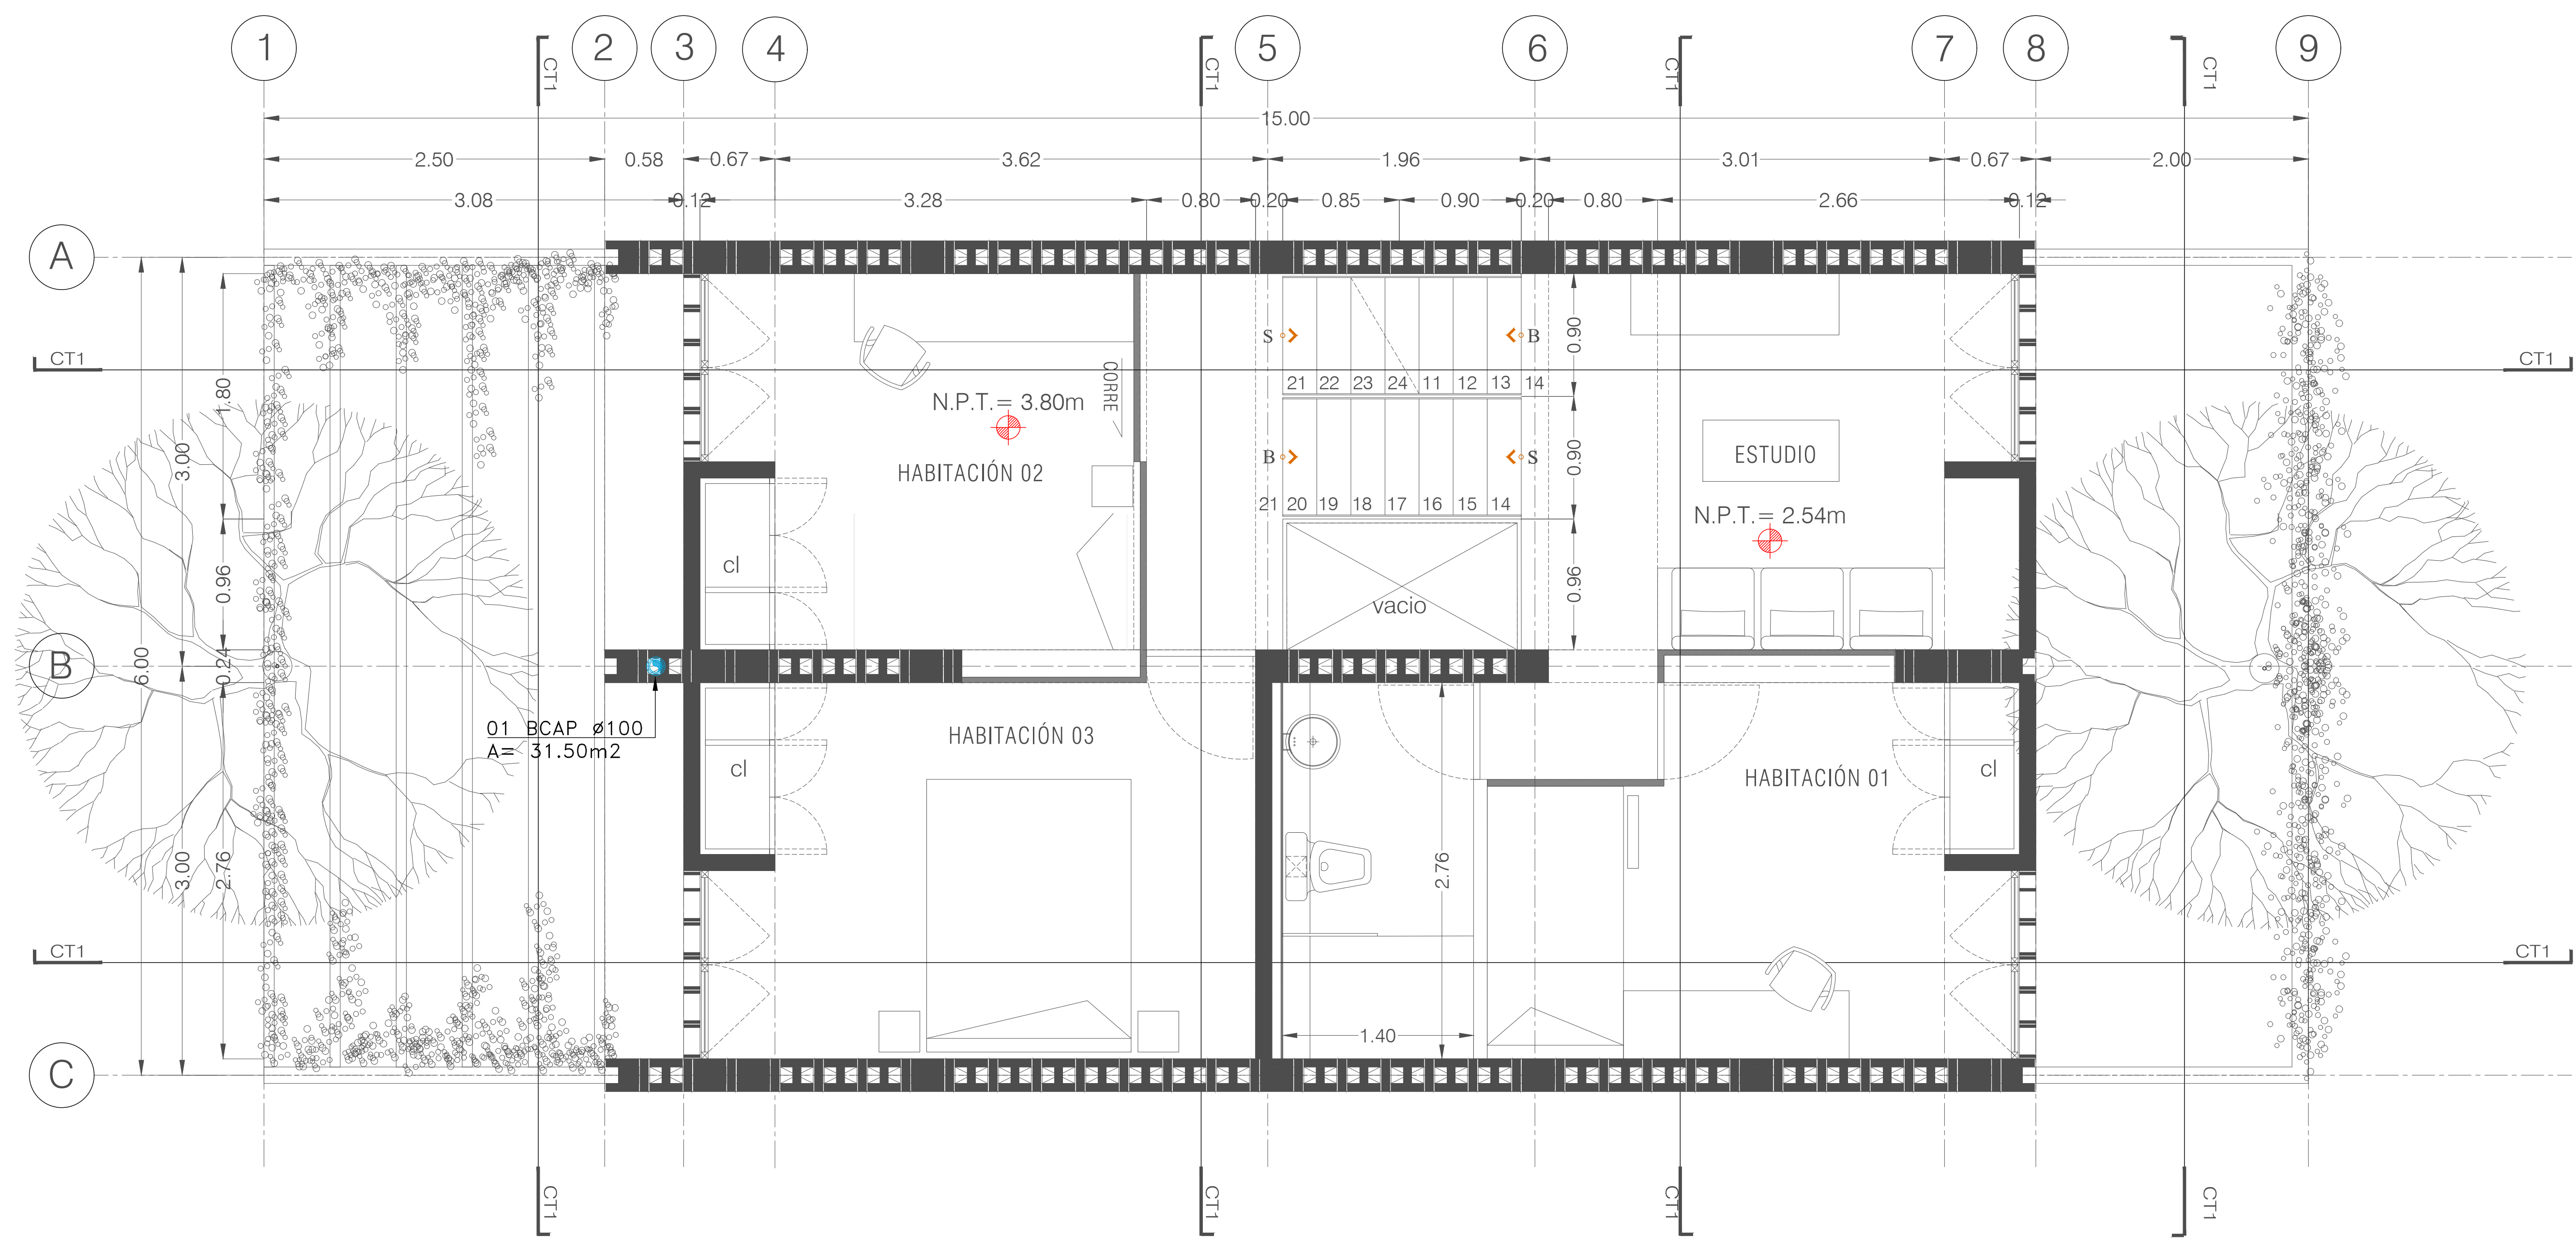 1 2 3 4 5 6 7 8 9
CT1 CT1 CT1 CT1
15.00
2.50 0.58 0.67 3.62 1.96 3.01 0.67 2.00
3.08 0.12 3.28 0.80 0.20 0.85 0.90 0.20 0.80 2.66 0.12
A
S B
0.90
CT1 CT1
21 22 23 24 11 12 13 14
CORRE
1.80
N.P.T.= 3.80m
3.00
HABITACIÓN 02
B S
0.90
ESTUDIO
21 20 19 18 17 16 15 14
N.P.T.= 2.54m
cl
0.96
0.96
vacio
B
6.00
0.24
01 BCAP ø100
A= 31.50m2
HABITACIÓN 03
cl
HABITACIÓN 01
cl
3.00
2.76
2.76
CT1 CT1
1.40
C
CT1 CT1 CT1 CT1